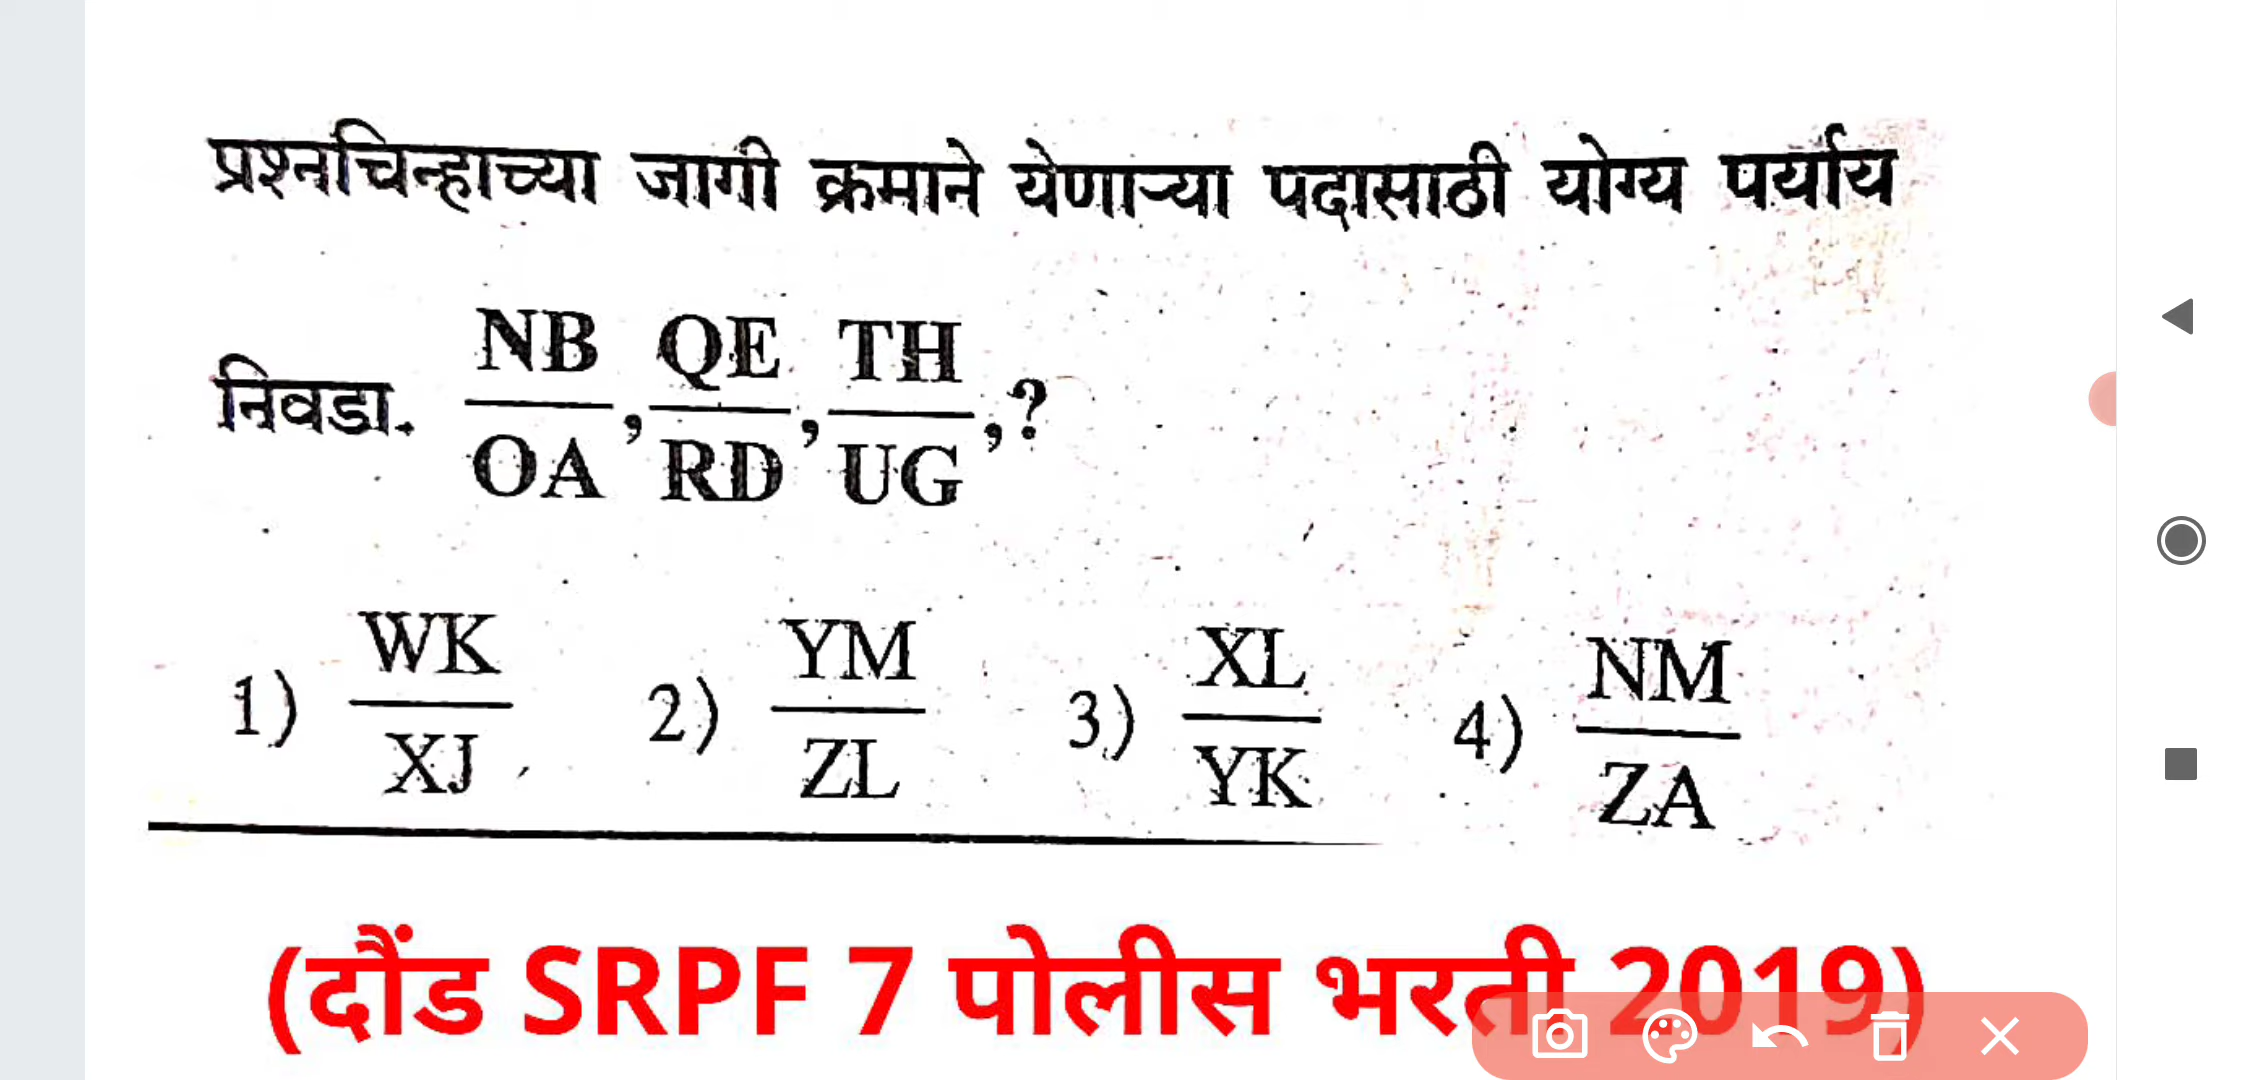 प्रश्नचिन्हाच्या जागी क्रमाने येणाऱ्या पदासाठी योग्य पर्याय
निवडा. NB/OA, QE/RD, TH/UG, ?
1) WK/XJ 2) YM/ZL 3) XL/YK 4) NM/ZA
(दौंड SRPF 7 पोलीस भरती 2019)